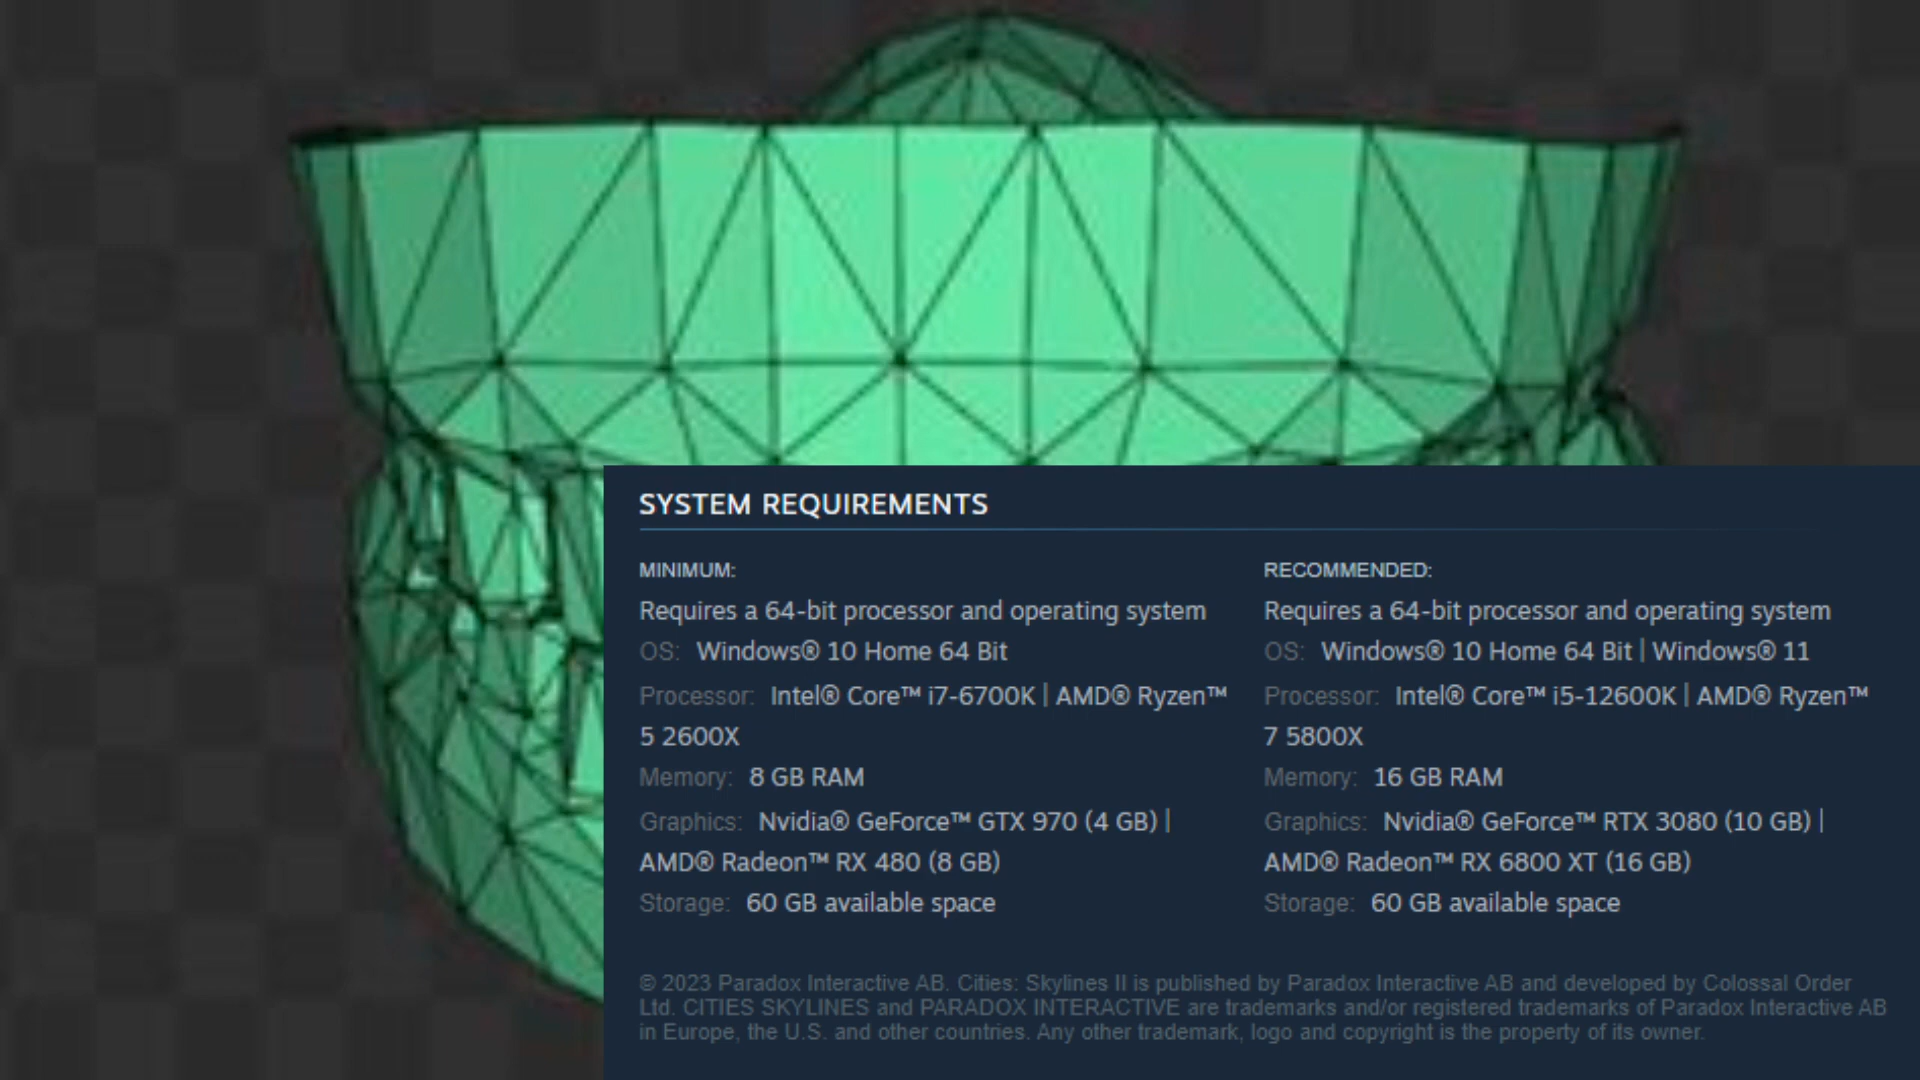 SYSTEM REQUIREMENTS
MINIMUM:
Requires a 64-bit processor and operating system
OS: Windows® 10 Home 64 Bit
Processor: Intel® Core™ i7-6700K | AMD® Ryzen™
5 2600X
Memory: 8 GB RAM
Graphics: Nvidia® GeForce™ GTX 970 (4 GB) |
AMD® Radeon™ RX 480 (8 GB)
Storage: 60 GB available space
RECOMMENDED:
Requires a 64-bit processor and operating system
OS: Windows® 10 Home 64 Bit | Windows® 11
Processor: Intel® Core™ i5-12600K | AMD® Ryzen™
7 5800X
Memory: 16 GB RAM
Graphics: Nvidia® GeForce™ RTX 3080 (10 GB) |
AMD® Radeon™ RX 6800 XT (16 GB)
Storage: 60 GB available space
© 2023 Paradox Interactive AB. Cities: Skylines II is published by Paradox Interactive AB and developed by Colossal Order
Ltd. CITIES SKYLINES and PARADOX INTERACTIVE are trademarks and/or registered trademarks of Paradox Interactive AB
in Europe, the U.S. and other countries. Any other trademark, logo and copyright is the property of its owner.